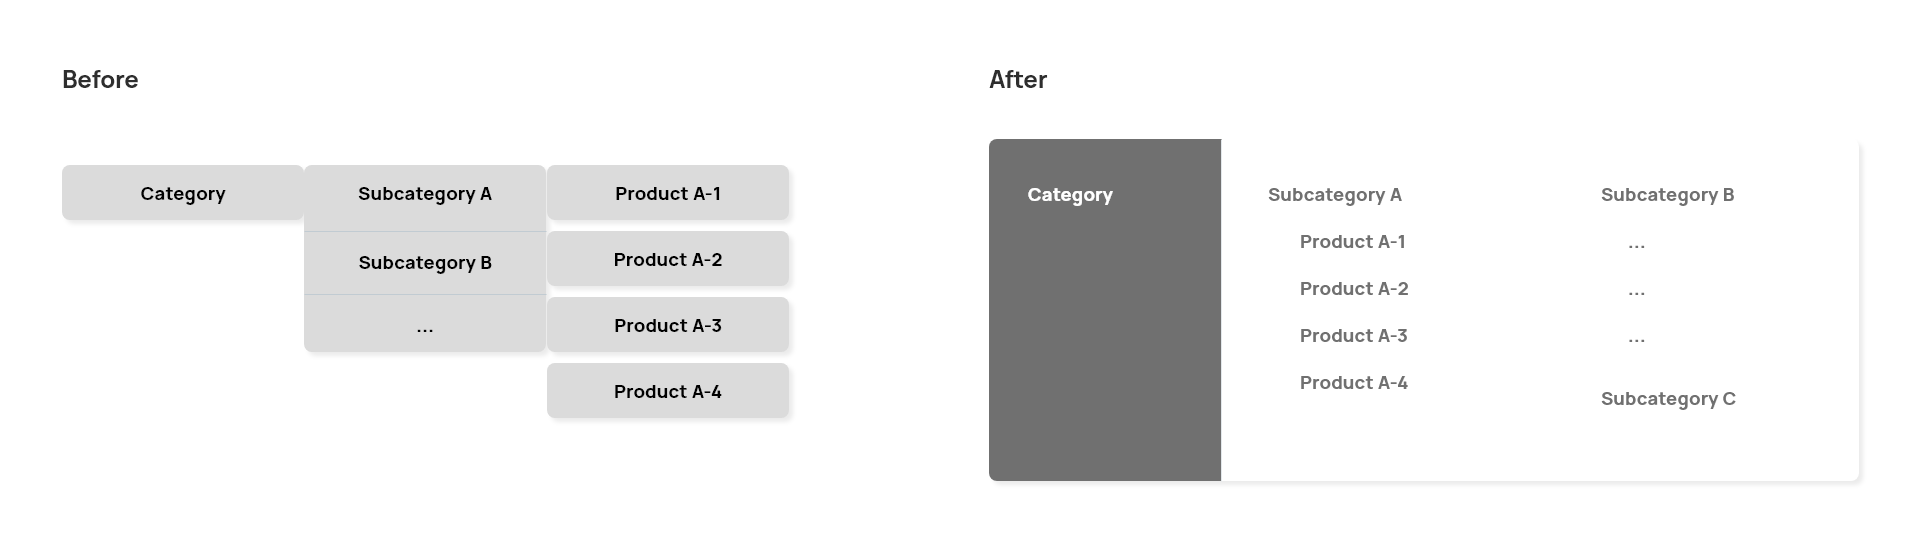 Before
Category
Subcategory A
Subcategory B
...
Product A-1
Product A-2
Product A-3
Product A-4
After
Category
Subcategory A
Product A-1
Product A-2
Product A-3
Product A-4
Subcategory B
...
...
...
Subcategory C